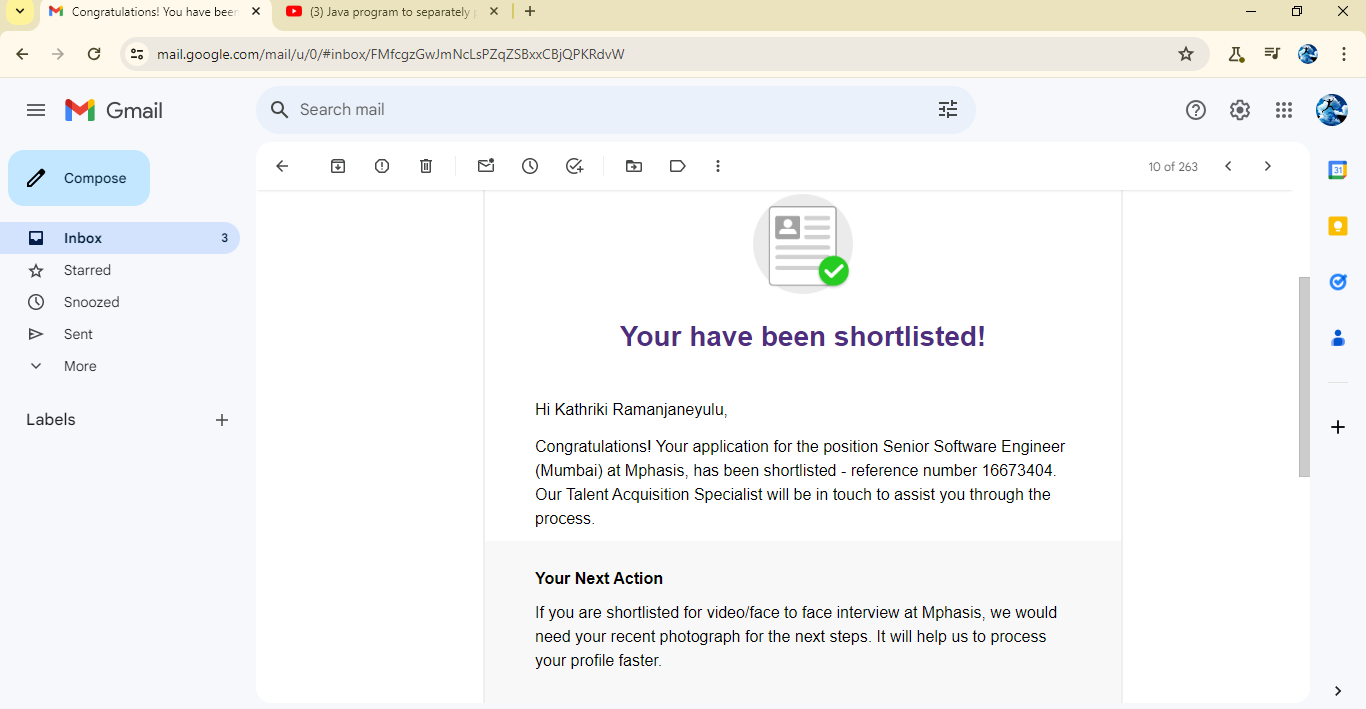 Congratulations! You have been
(3) Java program to separately p
mail.google.com/mail/u/0/#inbox/FMfcgzGwJmNcLsPZqZSBxxCBjQPKRdvW
Gmail
Search mail
Compose
10 of 263
31
Inbox 3
Starred
Snoozed
Sent
More
Labels
Your have been shortlisted!
Hi Kathriki Ramanjaneyulu,
Congratulations! Your application for the position Senior Software Engineer
(Mumbai) at Mphasis, has been shortlisted - reference number 16673404.
Our Talent Acquisition Specialist will be in touch to assist you through the
process.
Your Next Action
If you are shortlisted for video/face to face interview at Mphasis, we would
need your recent photograph for the next steps. It will help us to process
your profile faster.